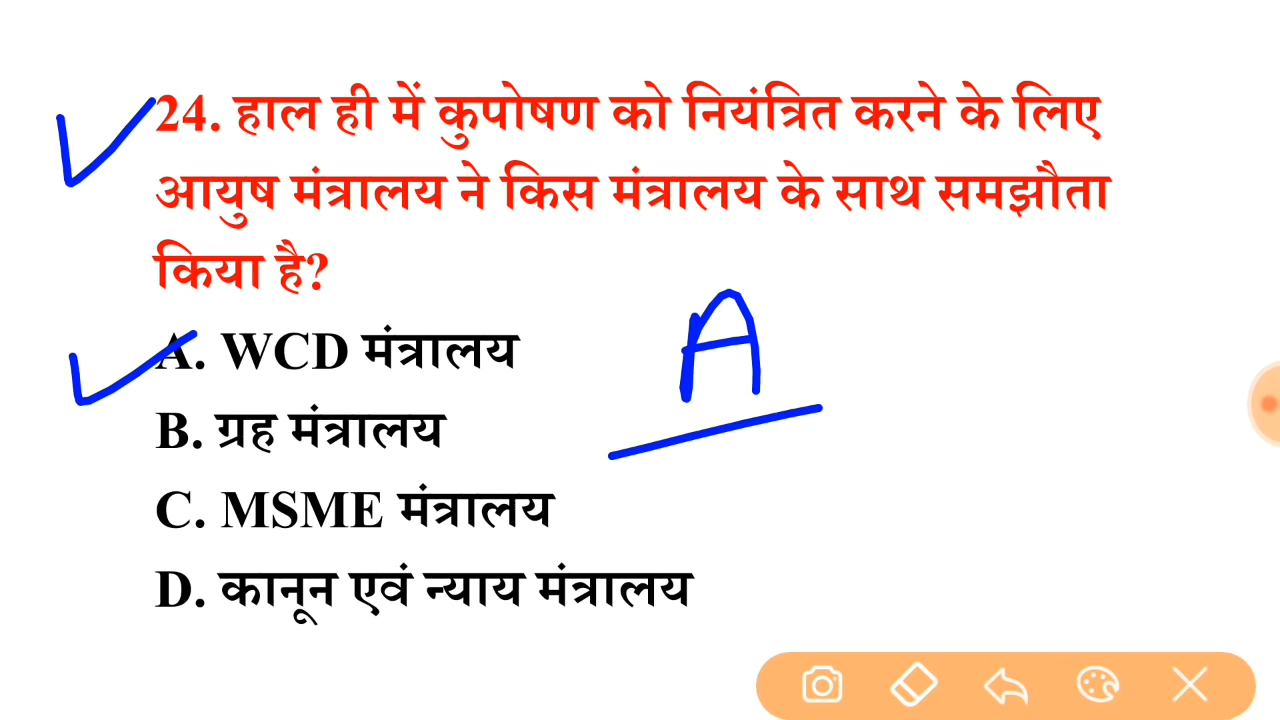 24. हाल ही में कुपोषण को नियंत्रित करने के लिए
आयुष मंत्रालय ने किस मंत्रालय के साथ समझौता
किया है?
A. WCD मंत्रालय
A
B. ग्रह मंत्रालय
C. MSME मंत्रालय
D. कानून एवं न्याय मंत्रालय